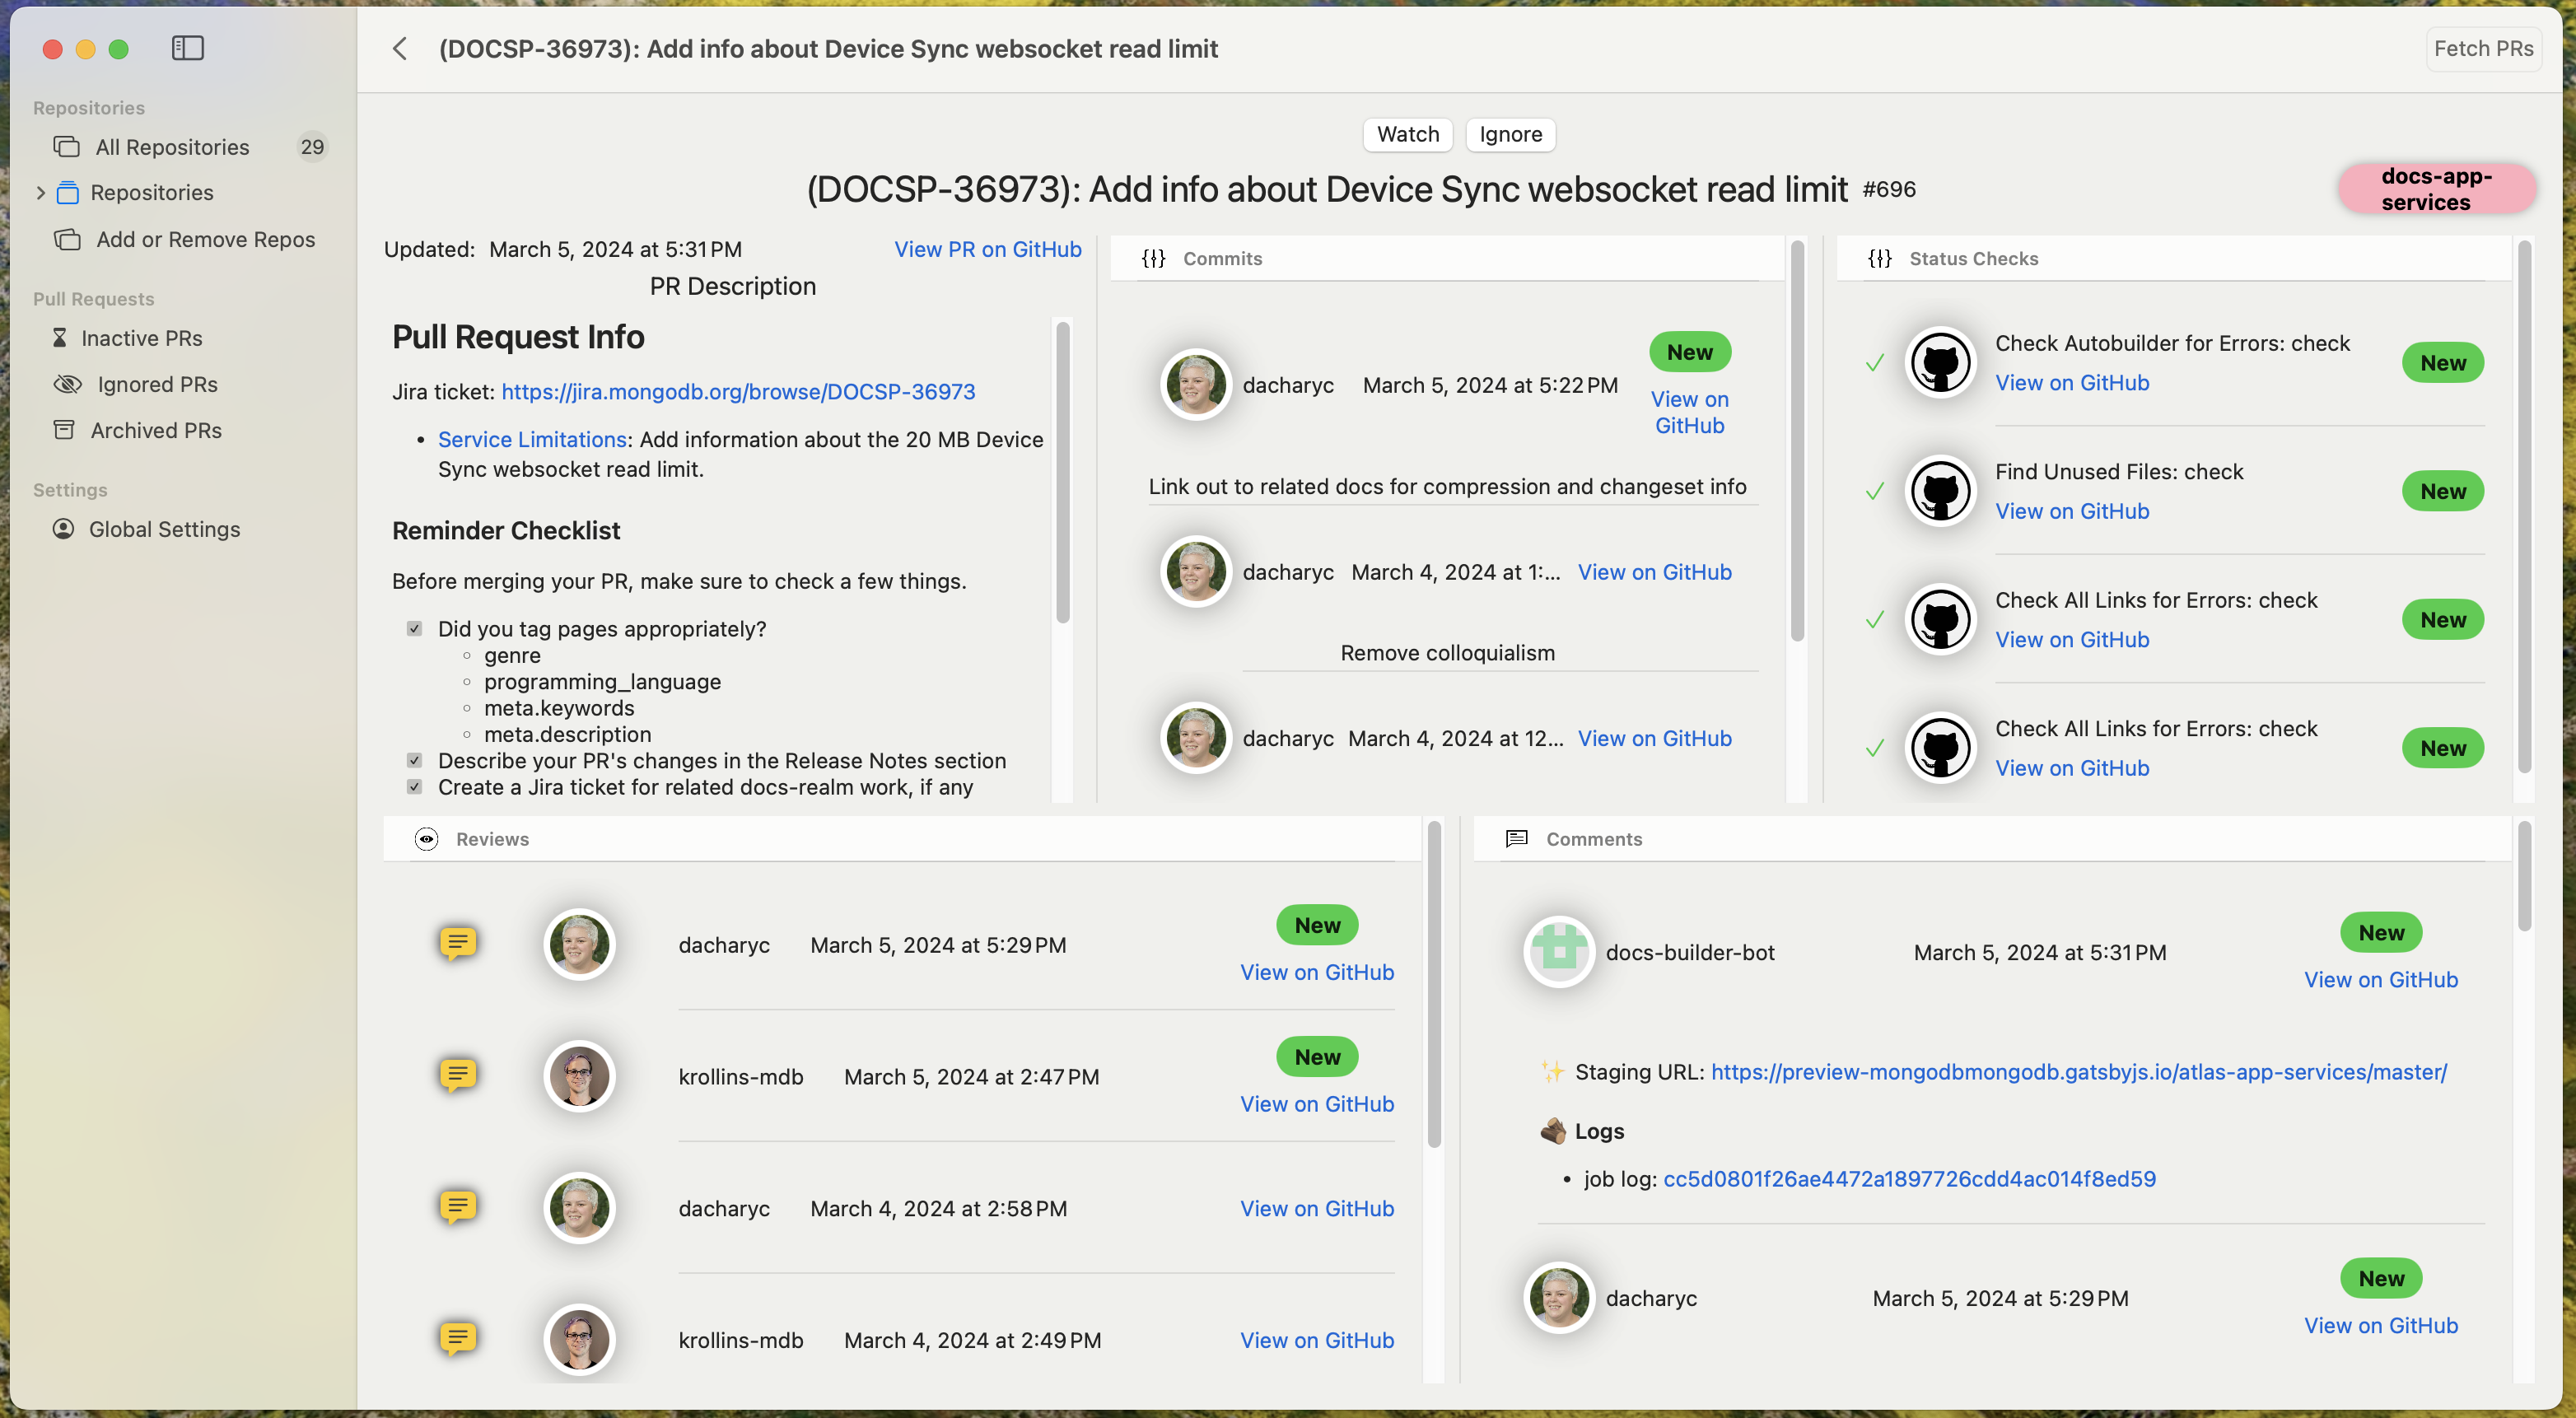 (DOCSP-36973): Add info about Device Sync websocket read limit
Fetch PRs
Repositories
All Repositories 29
Repositories
Add or Remove Repos
Pull Requests
Inactive PRs
Ignored PRs
Archived PRs
Settings
Global Settings
Watch Ignore
(DOCSP-36973): Add info about Device Sync websocket read limit #696
docs-app-
services
Updated: March 5, 2024 at 5:31 PM View PR on GitHub
PR Description
Pull Request Info
Jira ticket: https://jira.mongodb.org/browse/DOCSP-36973
• Service Limitations: Add information about the 20 MB Device
Sync websocket read limit.
Reminder Checklist
Before merging your PR, make sure to check a few things.
Did you tag pages appropriately?
genre
programming_language
meta.keywords
meta.description
Describe your PR's changes in the Release Notes section
Create a Jira ticket for related docs-realm work, if any
Commits
New
dacharyc March 5, 2024 at 5:22 PM
View on
GitHub
Link out to related docs for compression and changeset info
dacharyc March 4, 2024 at 1:... View on GitHub
Remove colloquialism
dacharyc March 4, 2024 at 12... View on GitHub
Status Checks
Check Autobuilder for Errors: check
View on GitHub
New
Find Unused Files: check
View on GitHub
New
Check All Links for Errors: check
View on GitHub
New
Check All Links for Errors: check
View on GitHub
New
Reviews
New
dacharyc March 5, 2024 at 5:29 PM
View on GitHub
New
krollins-mdb March 5, 2024 at 2:47 PM
View on GitHub
dacharyc March 4, 2024 at 2:58 PM View on GitHub
krollins-mdb March 4, 2024 at 2:49 PM View on GitHub
Comments
New
docs-builder-bot March 5, 2024 at 5:31 PM
View on GitHub
✨ Staging URL: https://preview-mongodbmongodb.gatsbyjs.io/atlas-app-services/master/
🪵 Logs
• job log: cc5d0801f26ae4472a1897726cdd4ac014f8ed59
New
dacharyc March 5, 2024 at 5:29 PM
View on GitHub